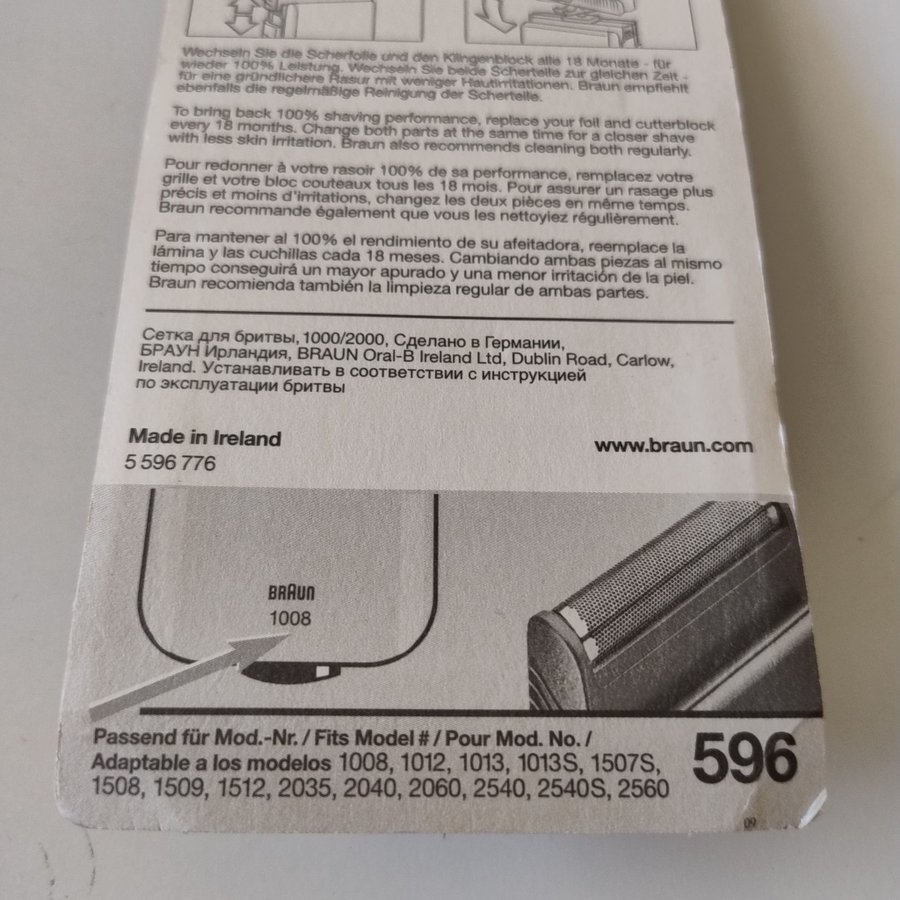 Wechseln Sie die Scherfolie und den Klingenblock alle 18 Monate - für
wieder 100% Leistung. Wechseln Sie beide Scherteile zur gleichen Zeit -
für eine gründlichere Rasur mit weniger Hautirritationen. Braun empfiehlt
ebenfalls die regelmäßige Reinigung der Scherteile.
To bring back 100% shaving performance, replace your foil and cutterblock
every 18 months. Change both parts at the same time for a closer shave
with less skin irritation. Braun also recommends cleaning both regularly.
Pour redonner à votre rasoir 100% de sa performance, remplacez votre
grille et votre bloc couteaux tous les 18 mois. Pour assurer un rasage plus
précis et moins d'irritations, changez les deux pièces en même temps.
Braun recommande également que vous les nettoyiez régulièrement.
Para mantener al 100% el rendimiento de su afeitadora, reemplace la
lámina y las cuchillas cada 18 meses. Cambiando ambas piezas al mismo
tiempo conseguirá un mayor apurado y una menor irritación de la piel.
Braun recomienda también la limpieza regular de ambas partes.
Сетка для бритвы, 1000/2000, Сделано в Германии,
БРАУН Ирландия, BRAUN Oral-B Ireland Ltd, Dublin Road, Carlow,
Ireland. Устанавливать в соответствии с инструкцией
по эксплуатации бритвы
Made in Ireland
5 596 776
www.braun.com
BRAUN
1008
Passend für Mod.-Nr. / Fits Model # / Pour Mod. No. /
Adaptable a los modelos 1008, 1012, 1013, 1013S, 1507S,
1508, 1509, 1512, 2035, 2040, 2060, 2540, 2540S, 2560
596
09